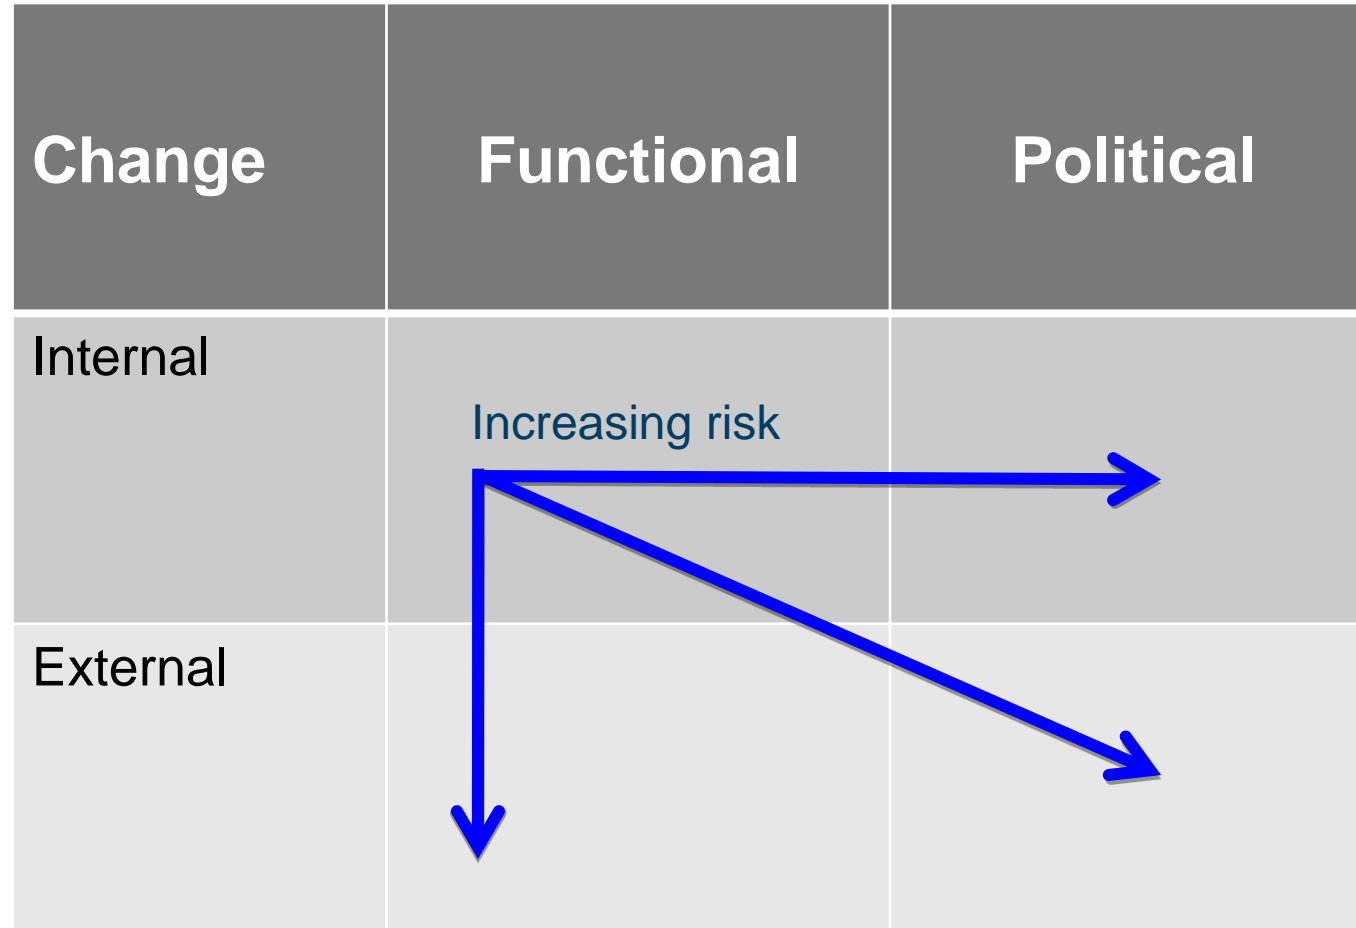 Change
Functional
Political
Internal
Increasing risk
External